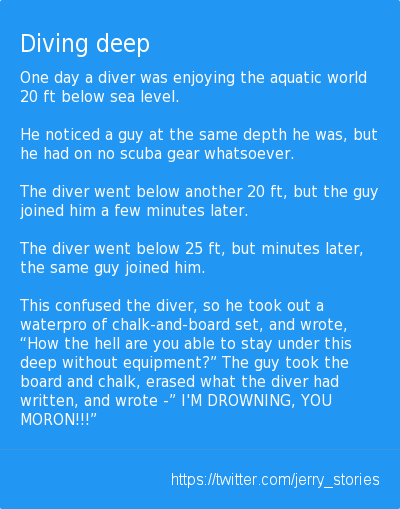 Diving deep
One day a diver was enjoying the aquatic world
20 ft below sea level.
He noticed a guy at the same depth he was, but
he had on no scuba gear whatsoever.
The diver went below another 20 ft, but the guy
joined him a few minutes later.
The diver went below 25 ft, but minutes later,
the same guy joined him.
This confused the diver, so he took out a
waterpro of chalk-and-board set, and wrote,
“How the hell are you able to stay under this
deep without equipment?” The guy took the
board and chalk, erased what the diver had
written, and wrote -” I'M DROWNING, YOU
MORON!!!”
https://twitter.com/jerry_stories